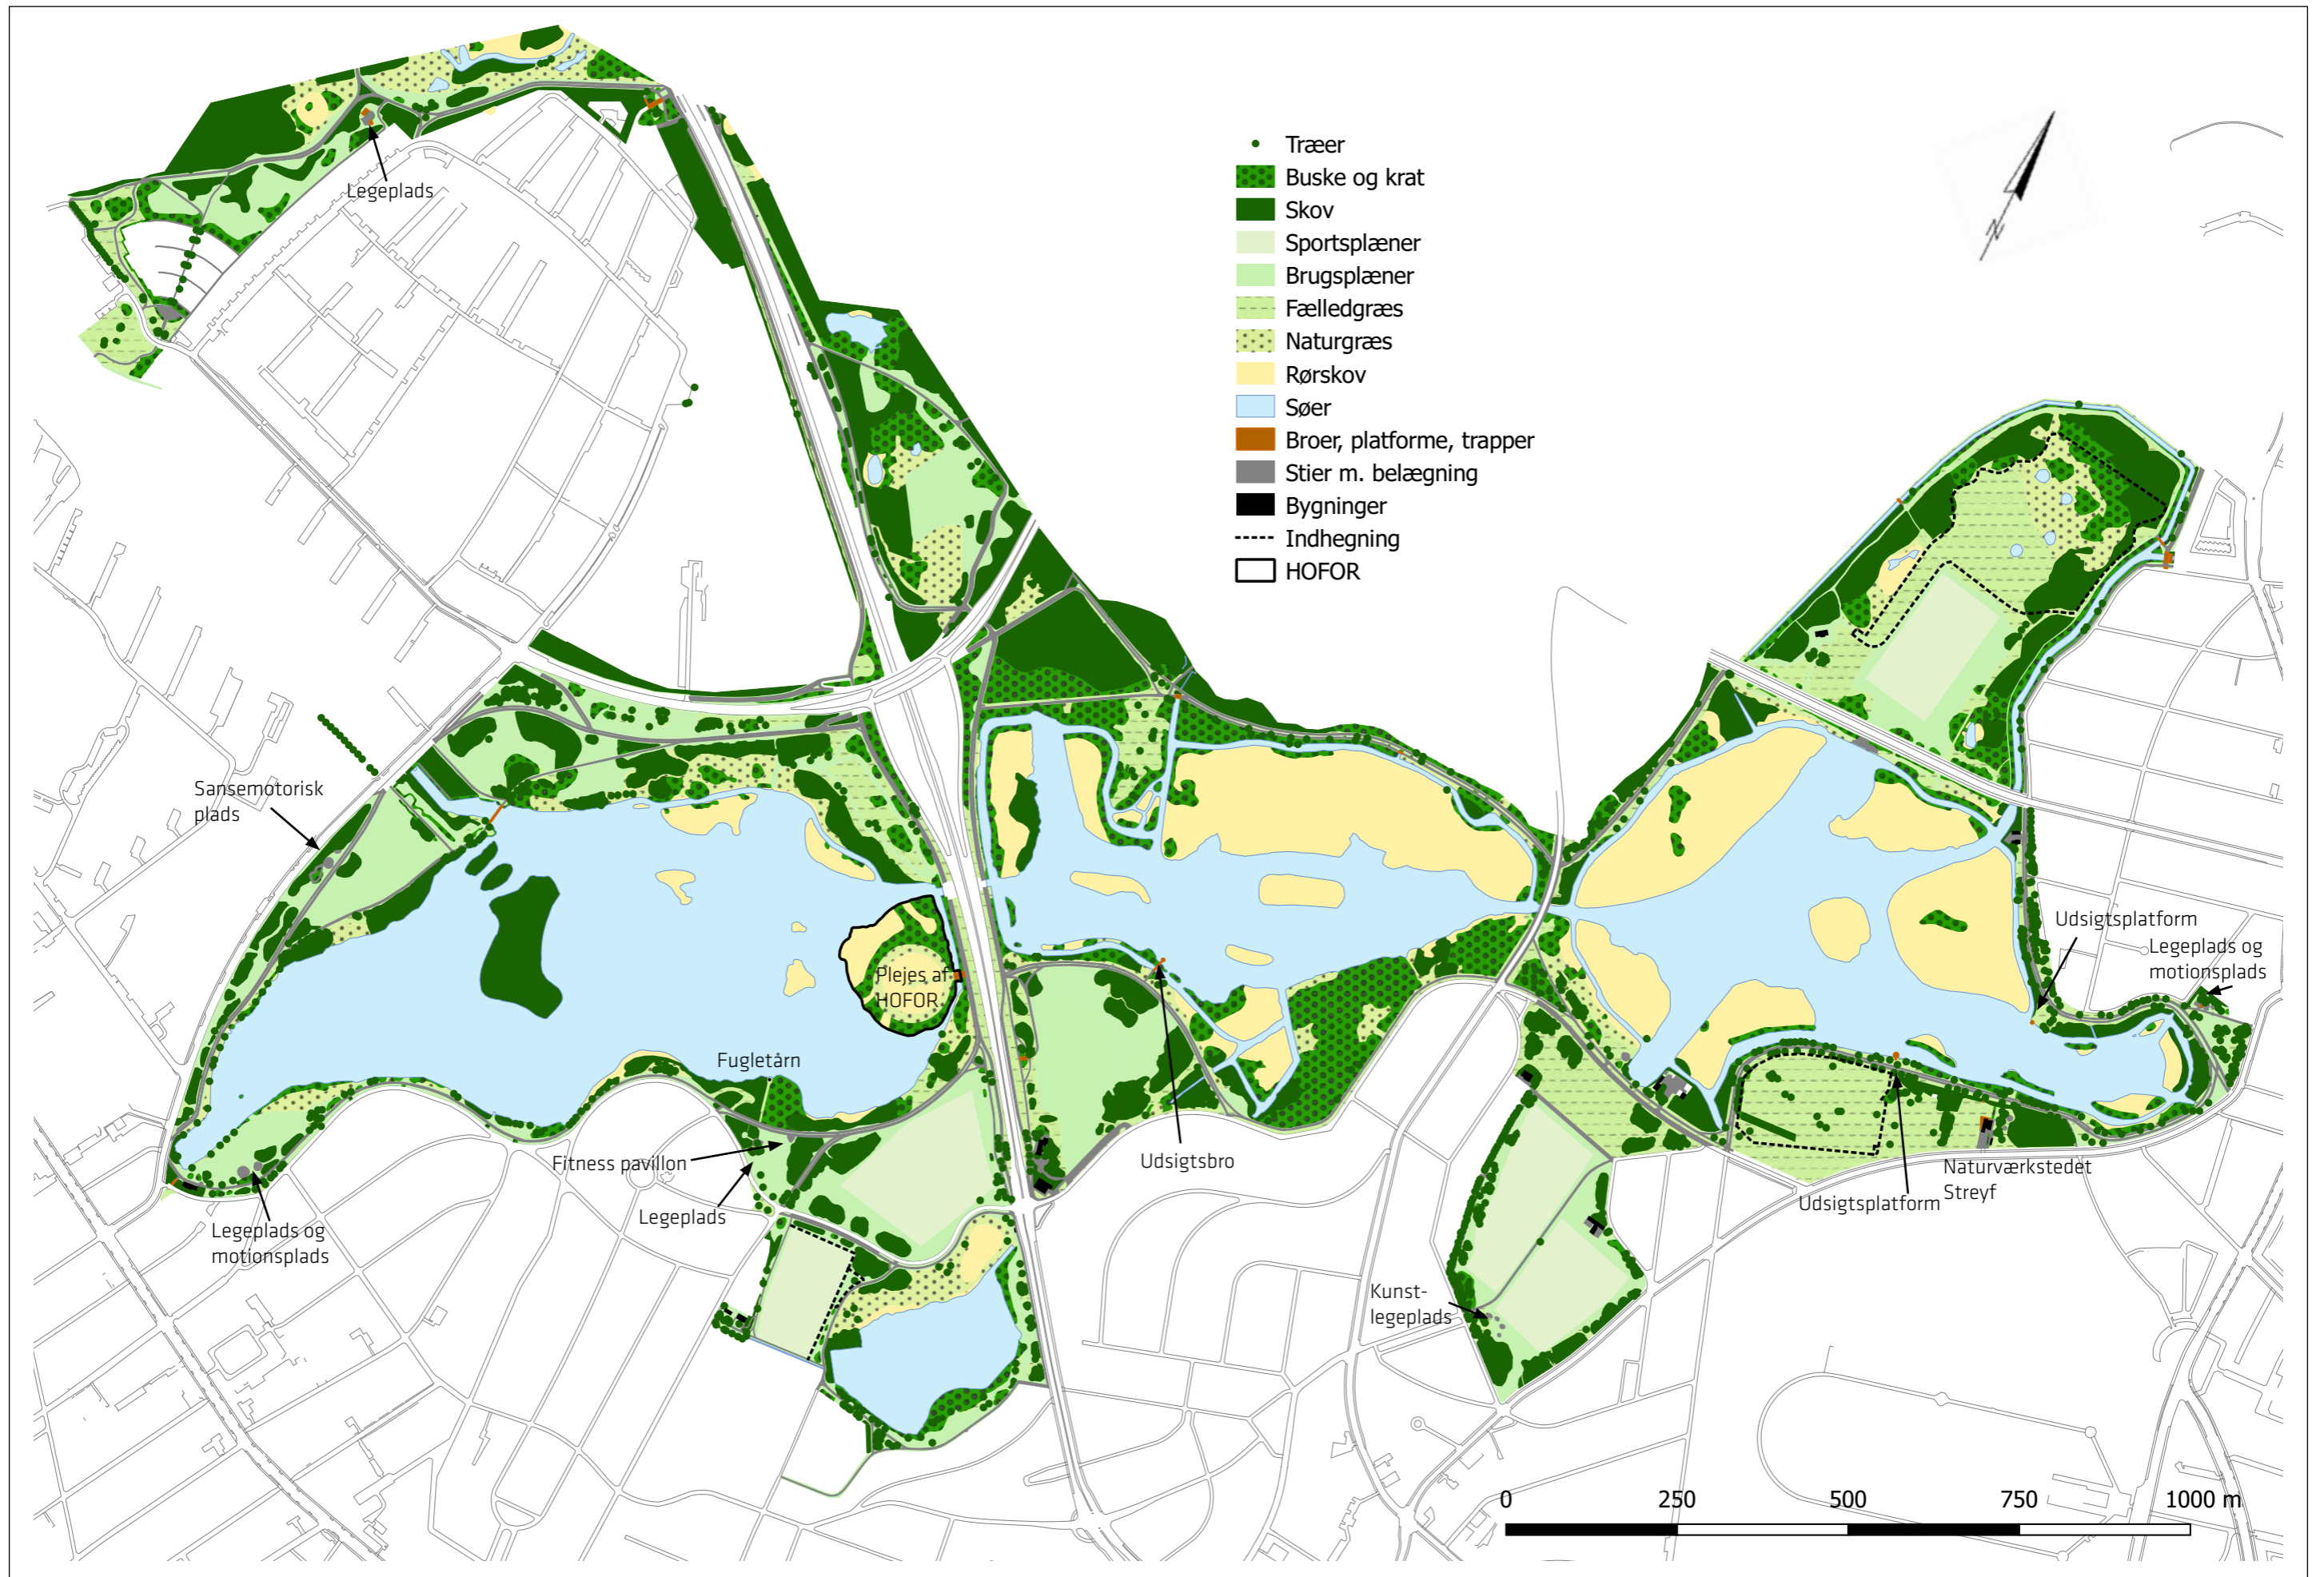 Træer
Buske og krat
Skov
Sportsplæner
Brugsplæner
Fælledgræs
Naturgræs
Rørskov
Søer
Broer, platforme, trapper
Stier m. belægning
Bygninger
Indhegning
HOFOR
N
Legeplads
Sansemotorisk
plads
Udsigtsplatform
Legeplads og
motionsplads
Plejes af
HOFOR
Fugletårn
Fitness pavillon
Legeplads
Udsigtsbro
Naturværkstedet
Streyf
Udsigtsplatform
Legeplads og
motionsplads
Kunst-
legeplads
0 250 500 750 1000 m